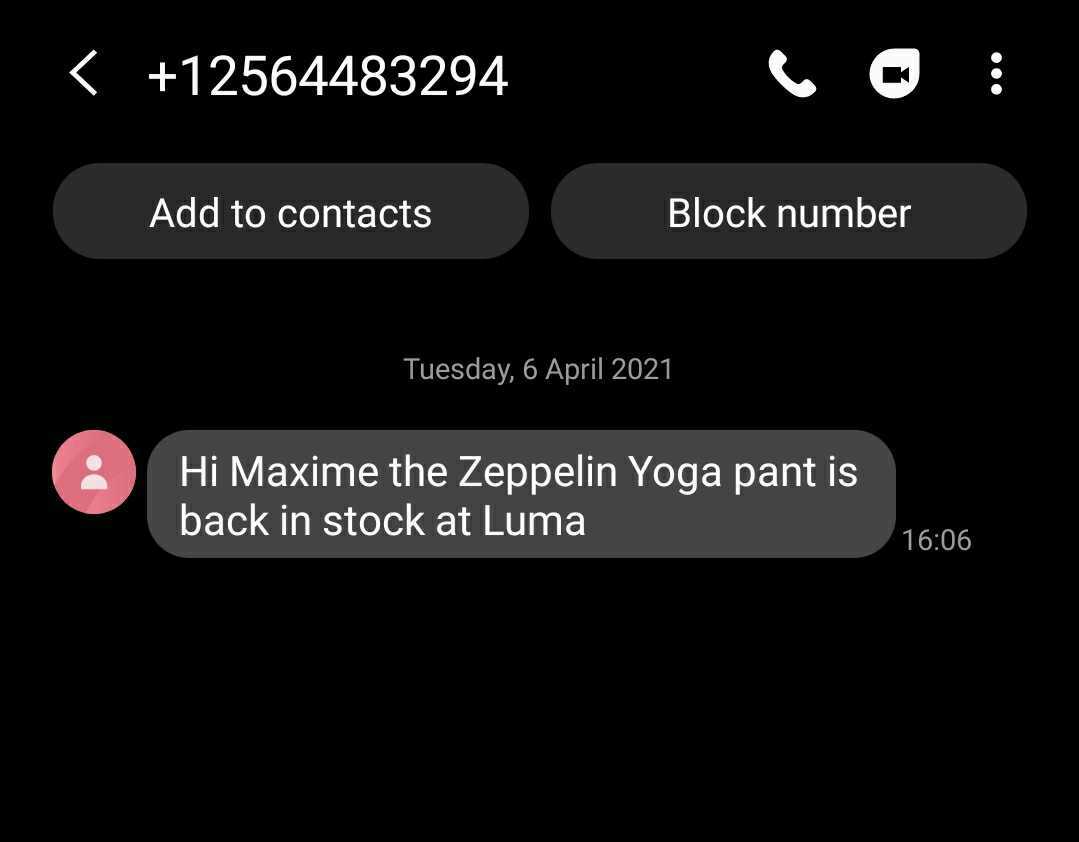 +12564483294
Add to contacts
Block number
Tuesday, 6 April 2021
Hi Maxime the Zeppelin Yoga pant is
back in stock at Luma
16:06